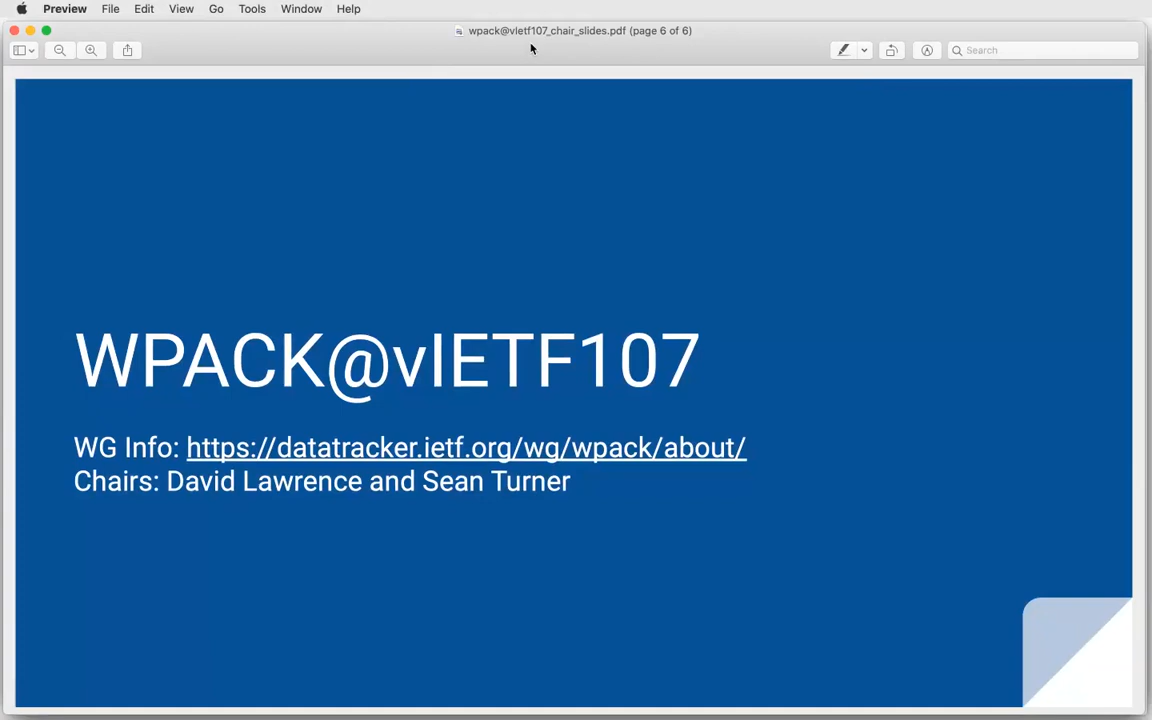 Preview File Edit View Go Tools Window Help
wpack@vIetf107_chair_slides.pdf (page 6 of 6)
Search
WPACK@vIETF107
WG Info: https://datatracker.ietf.org/wg/wpack/about/
Chairs: David Lawrence and Sean Turner